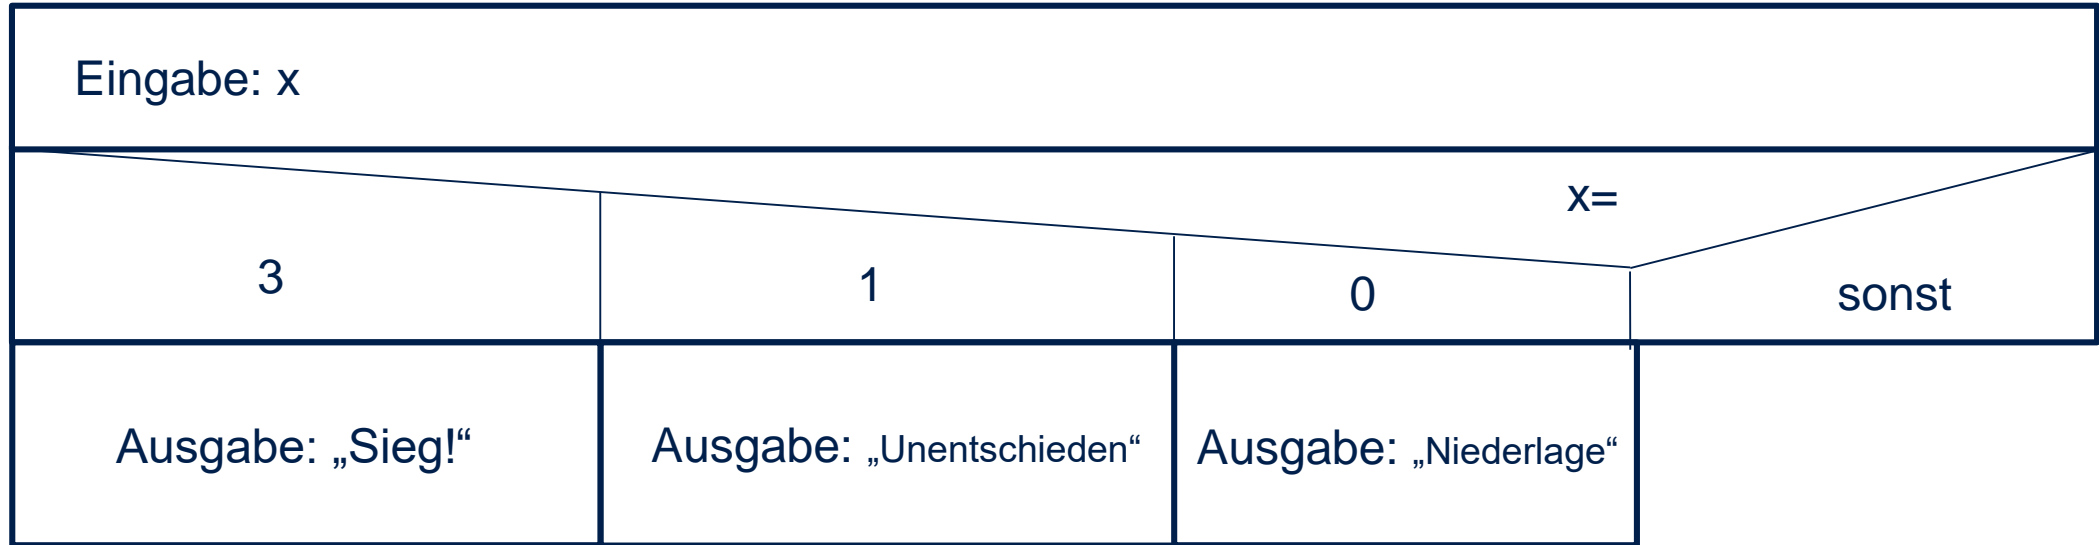 Eingabe: x
x=
3
1
0
sonst
Ausgabe: „Sieg!“
Ausgabe: „Unentschieden“
Ausgabe: „Niederlage“